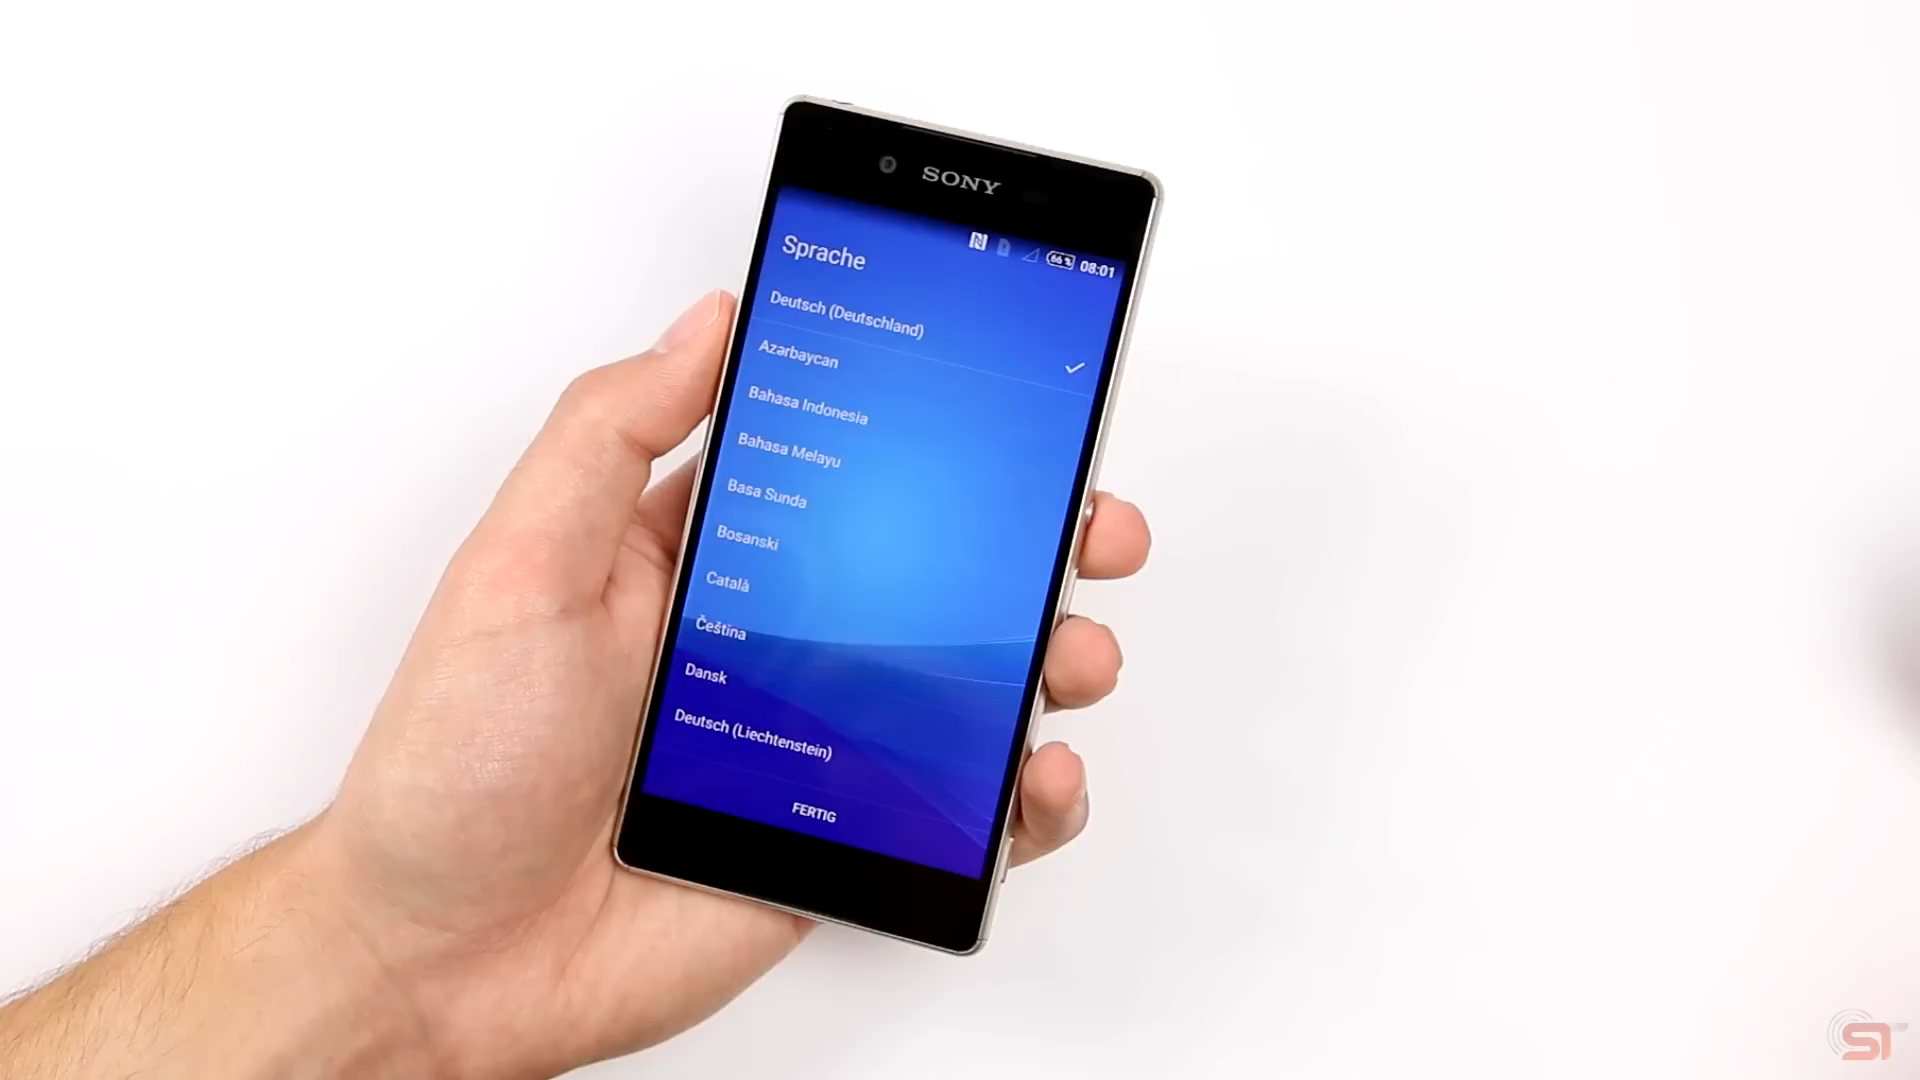 SONY
66 % 08:01
Sprache
Deutsch (Deutschland)
Azərbaycan
Bahasa Indonesia
Bahasa Melayu
Basa Sunda
Bosanski
Català
Čeština
Dansk
Deutsch (Liechtenstein)
FERTIG